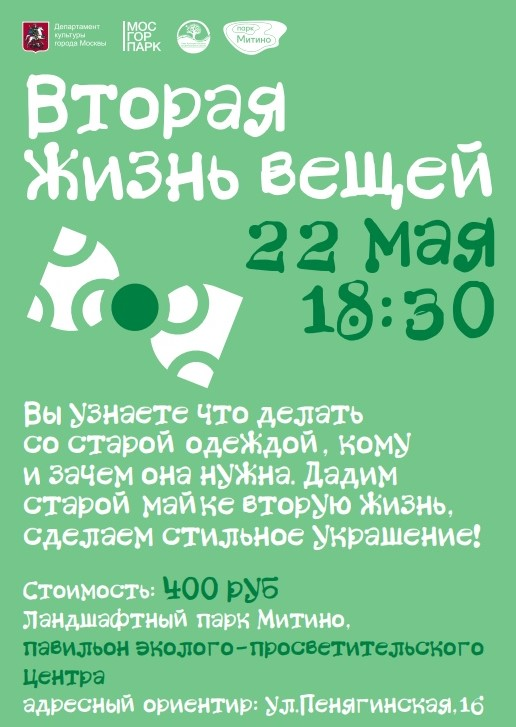 Департамент
культуры
города Москвы
МОС
ГОР
ПАРК
парк
Митино
Вторая
жизнь вещей
22 мая
18:30
Вы узнаете что делать
со старой одеждой, кому
и зачем она нужна. Дадим
старой майке вторую жизнь,
сделаем стильное украшение!
Стоимость: 400 руб
Ландшафтный парк Митино,
павильон эколого-просветительского
центра
адресный ориентир: Ул.Пенягинская,16